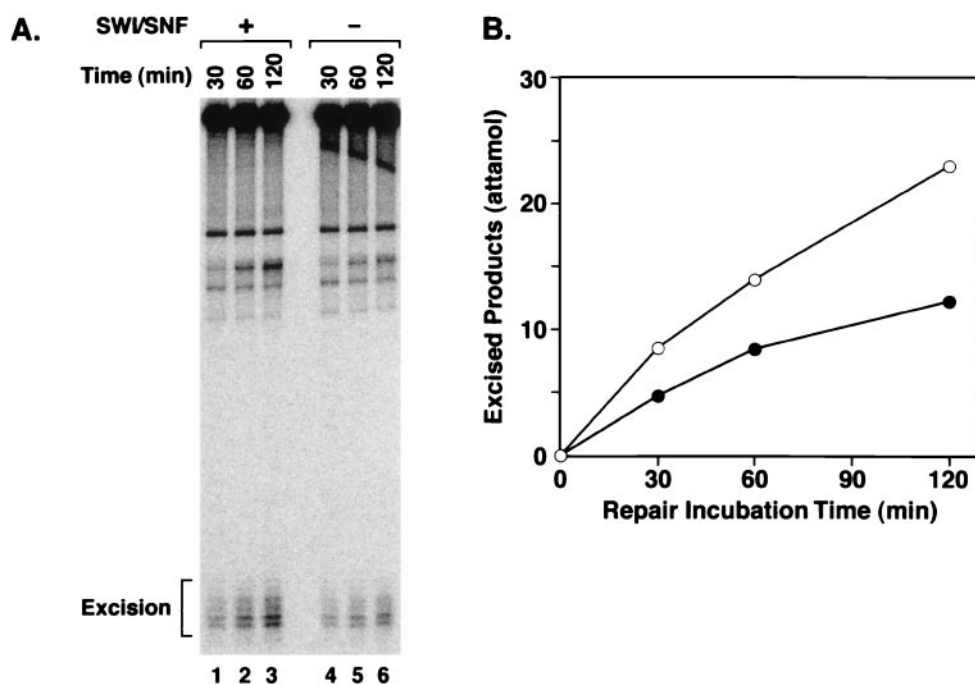 A.
SWI/SNF + −
Time (min) 30 60 120 30 60 120
Excision
1 2 3 4 5 6
B.
30
20
10
0
Excised Products (attamol)
0 30 60 90 120
Repair Incubation Time (min)